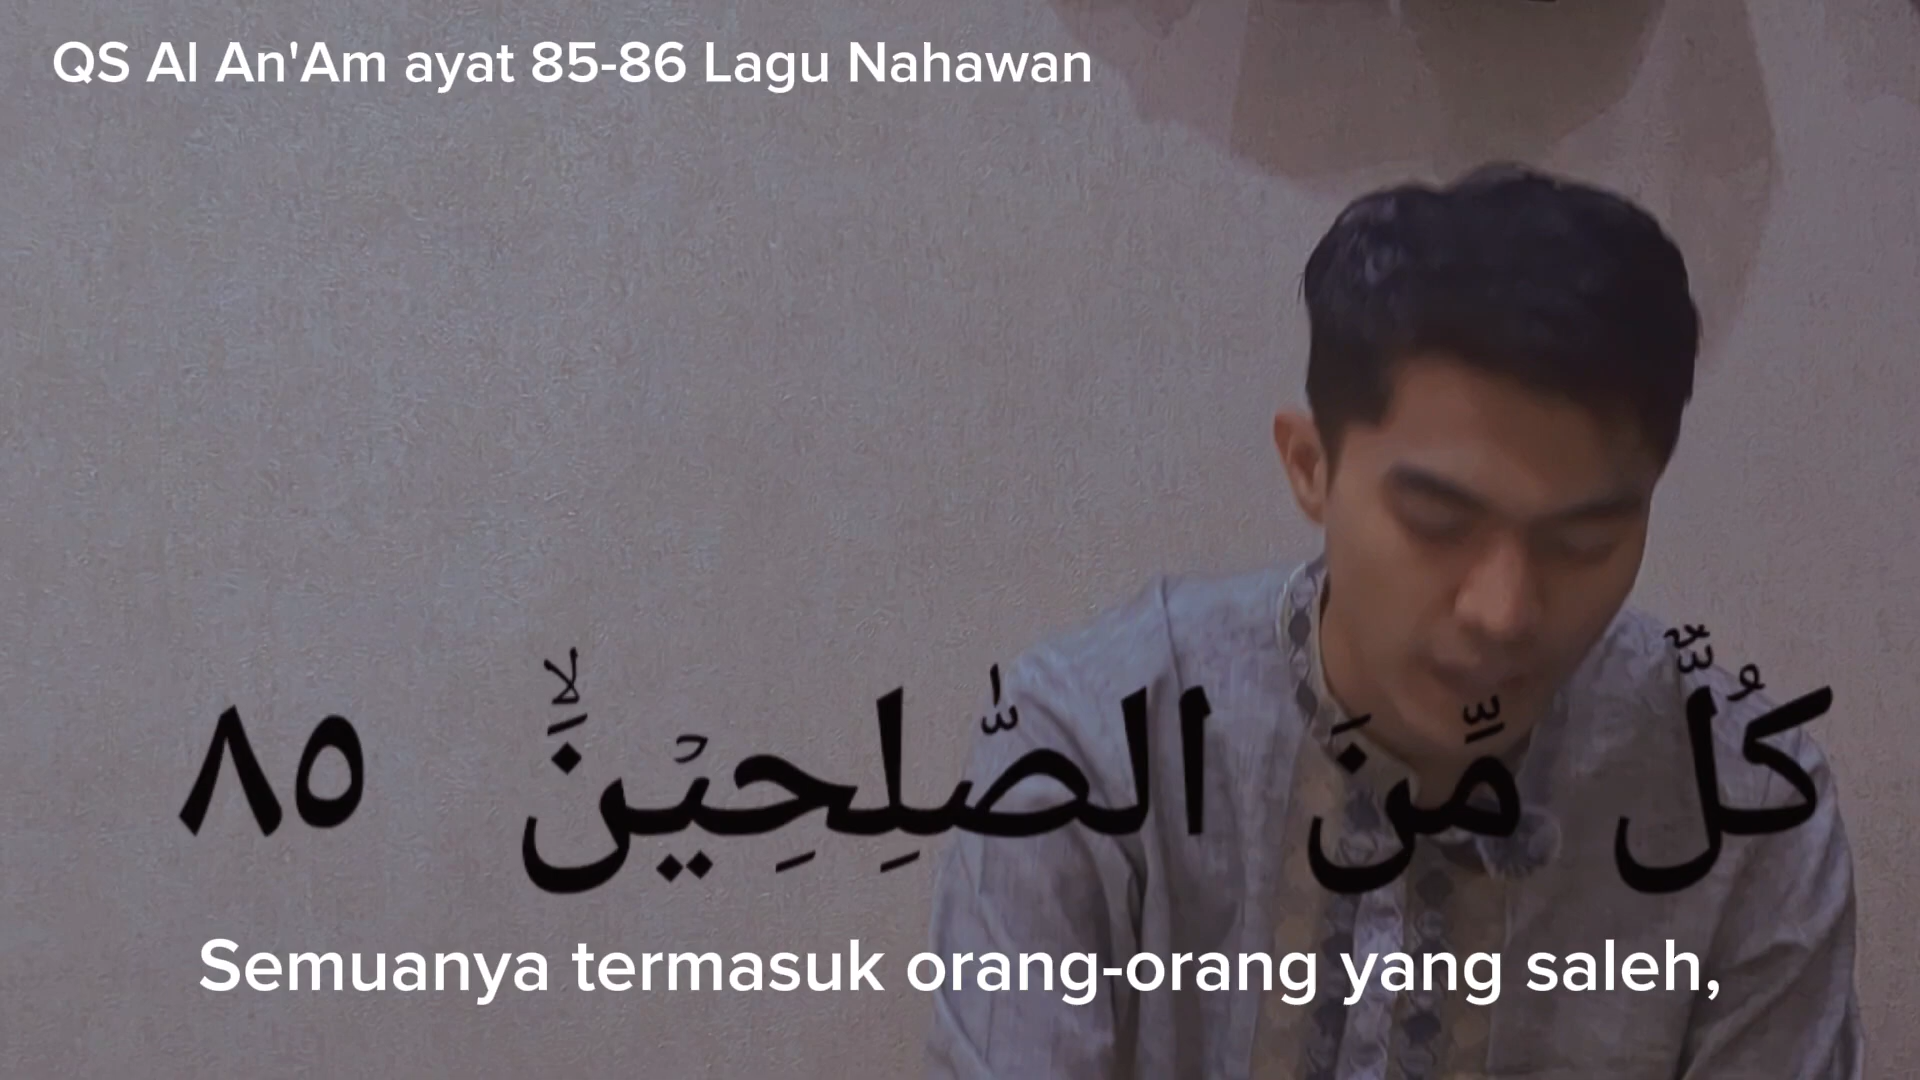 QS Al An'Am ayat 85-86 Lagu Nahawan
كُلٌّ مِّنَ الصّٰلِحِيْنَۙ ٨٥
Semuanya termasuk orang-orang yang saleh,